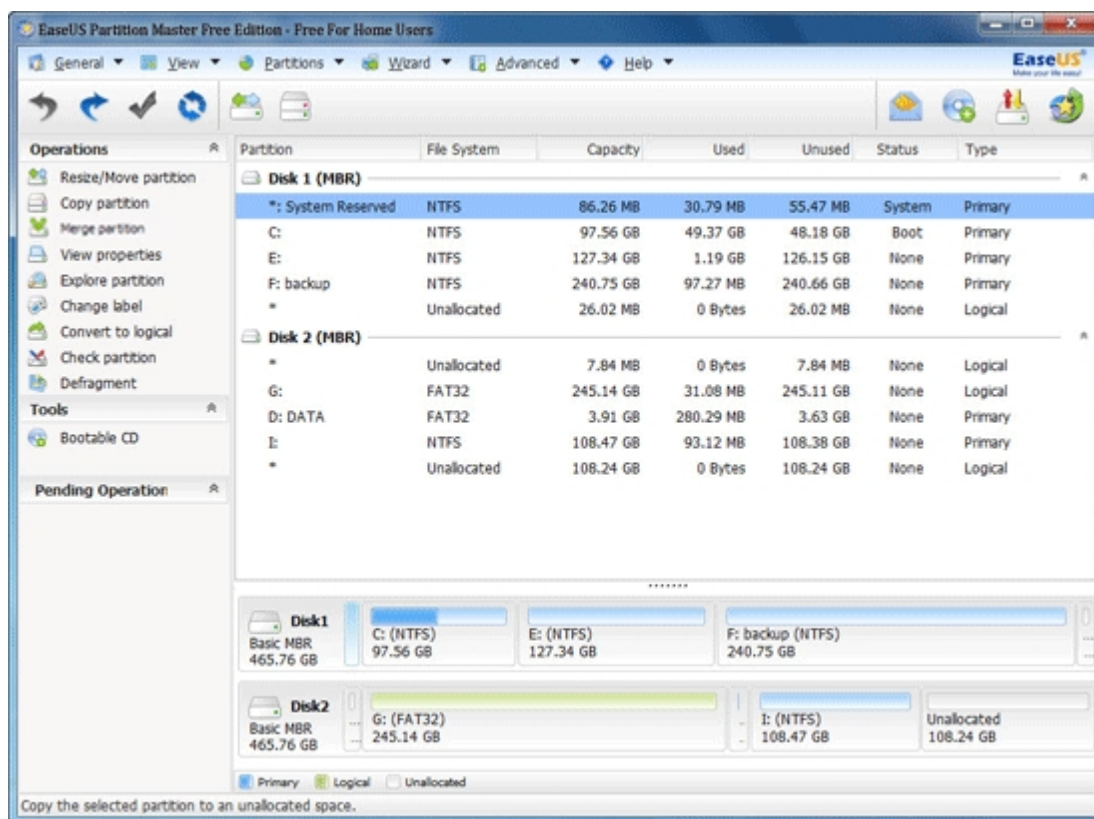 EaseUS Partition Master Free Edition - Free For Home Users
General View Partitions Wizard Advanced Help
EaseUS
Make your life easy!
Operations
Resize/Move partition
Copy partition
Merge partition
View properties
Explore partition
Change label
Convert to logical
Check partition
Defragment
Tools
Bootable CD
Pending Operation
Partition File System Capacity Used Unused Status Type
Disk 1 (MBR)
*: System Reserved NTFS 86.26 MB 30.79 MB 55.47 MB System Primary
C: NTFS 97.56 GB 49.37 GB 48.18 GB Boot Primary
E: NTFS 127.34 GB 1.19 GB 126.15 GB None Primary
F: backup NTFS 240.75 GB 97.27 MB 240.66 GB None Primary
* Unallocated 26.02 MB 0 Bytes 26.02 MB None Logical
Disk 2 (MBR)
* Unallocated 7.84 MB 0 Bytes 7.84 MB None Logical
G: FAT32 245.14 GB 31.08 MB 245.11 GB None Logical
D: DATA FAT32 3.91 GB 280.29 MB 3.63 GB None Primary
I: NTFS 108.47 GB 93.12 MB 108.38 GB None Primary
* Unallocated 108.24 GB 0 Bytes 108.24 GB None Logical
Disk1
Basic MBR
465.76 GB
C: (NTFS)
97.56 GB
E: (NTFS)
127.34 GB
F: backup (NTFS)
240.75 GB
...
...
Disk2
Basic MBR
465.76 GB
...
...
G: (FAT32)
245.14 GB
I: (NTFS)
108.47 GB
Unallocated
108.24 GB
Primary Logical Unallocated
Copy the selected partition to an unallocated space.